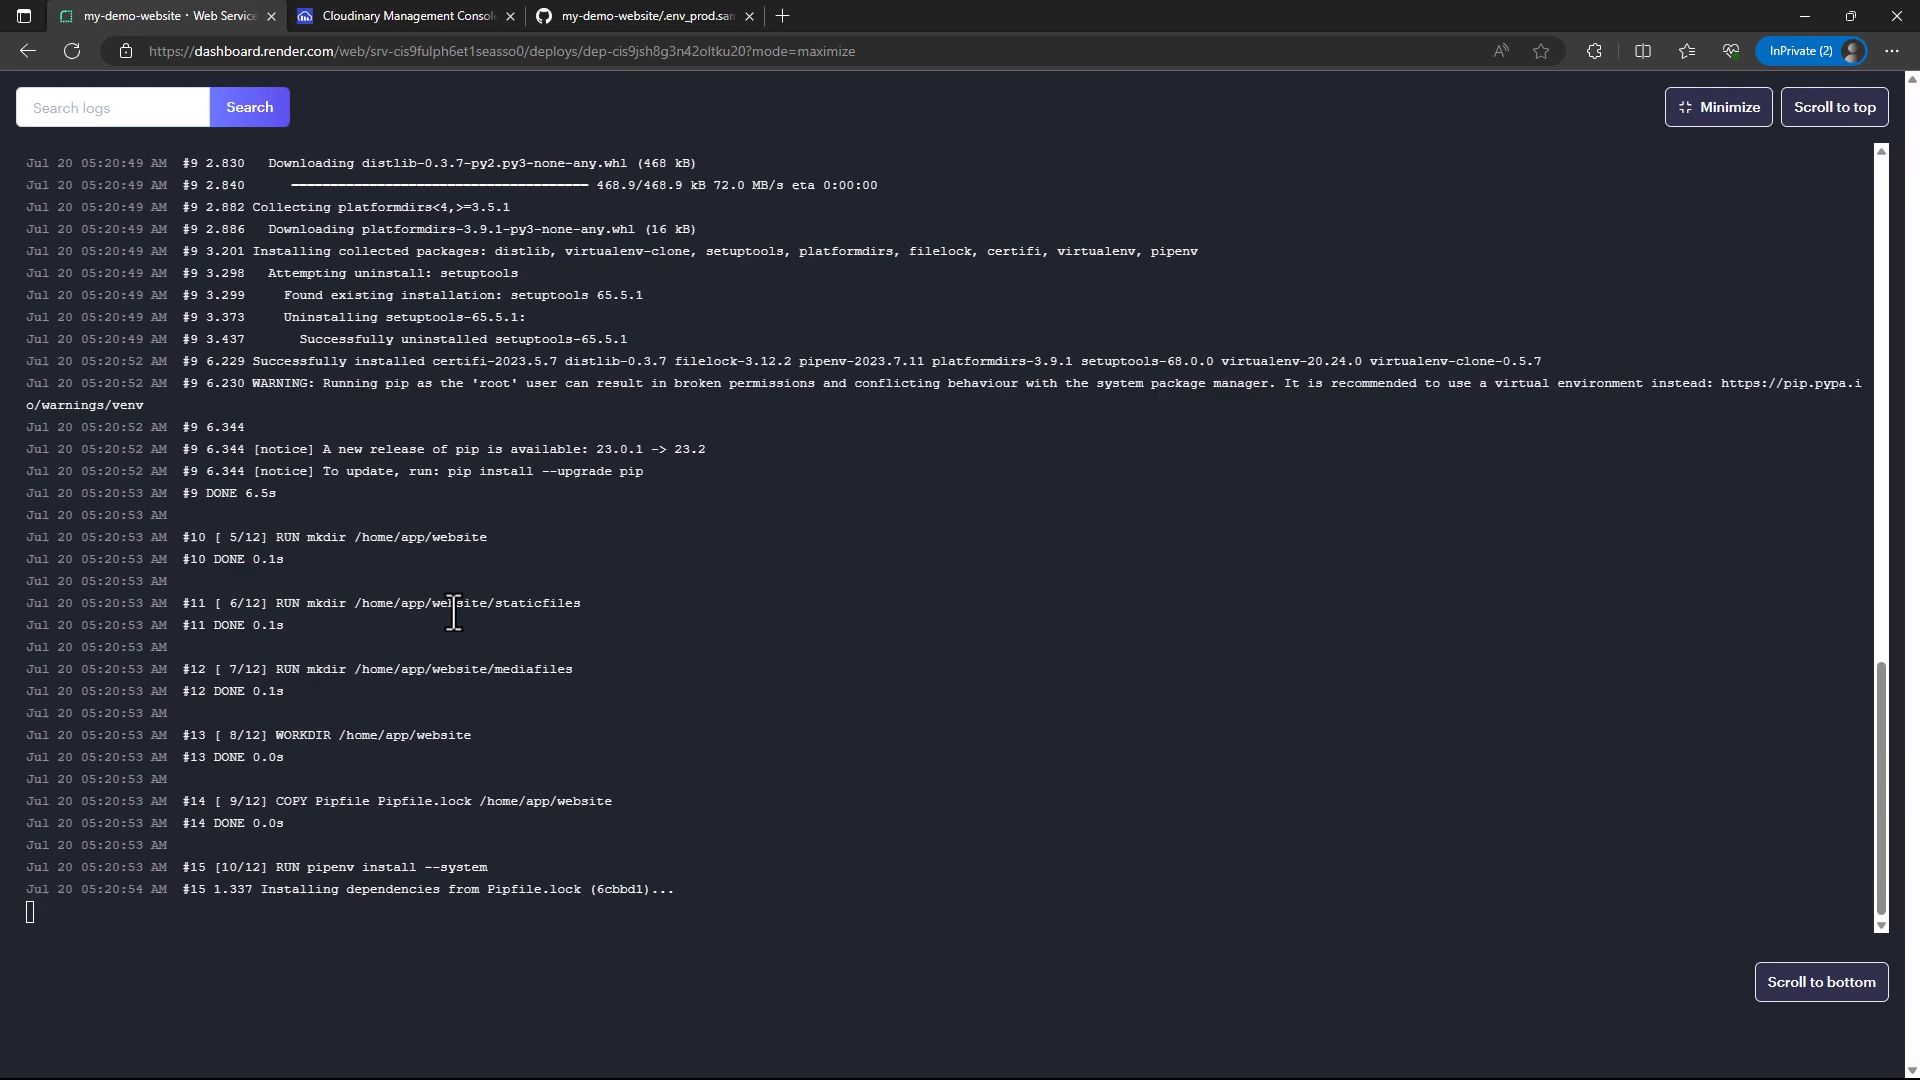 my-demo-website · Web Service
Cloudinary Management Console
my-demo-website/.env_prod.sam
https://dashboard.render.com/web/srv-cis9fulph6et1seasso0/deploys/dep-cis9jsh8g3n42oltku20?mode=maximize
InPrivate (2)
Search logs
Search
Minimize
Scroll to top
Jul 20 05:20:49 AM #9 2.830 Downloading distlib-0.3.7-py2.py3-none-any.whl (468 kB)
Jul 20 05:20:49 AM #9 2.840 ━━━━━━━━━━━━━━━━━━━━━━━━━━━━━━━━━━━━━━ 468.9/468.9 kB 72.0 MB/s eta 0:00:00
Jul 20 05:20:49 AM #9 2.882 Collecting platformdirs<4,>=3.5.1
Jul 20 05:20:49 AM #9 2.886 Downloading platformdirs-3.9.1-py3-none-any.whl (16 kB)
Jul 20 05:20:49 AM #9 3.201 Installing collected packages: distlib, virtualenv-clone, setuptools, platformdirs, filelock, certifi, virtualenv, pipenv
Jul 20 05:20:49 AM #9 3.298 Attempting uninstall: setuptools
Jul 20 05:20:49 AM #9 3.299 Found existing installation: setuptools 65.5.1
Jul 20 05:20:49 AM #9 3.373 Uninstalling setuptools-65.5.1:
Jul 20 05:20:49 AM #9 3.437 Successfully uninstalled setuptools-65.5.1
Jul 20 05:20:52 AM #9 6.229 Successfully installed certifi-2023.5.7 distlib-0.3.7 filelock-3.12.2 pipenv-2023.7.11 platformdirs-3.9.1 setuptools-68.0.0 virtualenv-20.24.0 virtualenv-clone-0.5.7
Jul 20 05:20:52 AM #9 6.230 WARNING: Running pip as the 'root' user can result in broken permissions and conflicting behaviour with the system package manager. It is recommended to use a virtual environment instead: https://pip.pypa.i
o/warnings/venv
Jul 20 05:20:52 AM #9 6.344
Jul 20 05:20:52 AM #9 6.344 [notice] A new release of pip is available: 23.0.1 -> 23.2
Jul 20 05:20:52 AM #9 6.344 [notice] To update, run: pip install --upgrade pip
Jul 20 05:20:53 AM #9 DONE 6.5s
Jul 20 05:20:53 AM
Jul 20 05:20:53 AM #10 [ 5/12] RUN mkdir /home/app/website
Jul 20 05:20:53 AM #10 DONE 0.1s
Jul 20 05:20:53 AM
Jul 20 05:20:53 AM #11 [ 6/12] RUN mkdir /home/app/website/staticfiles
Jul 20 05:20:53 AM #11 DONE 0.1s
Jul 20 05:20:53 AM
Jul 20 05:20:53 AM #12 [ 7/12] RUN mkdir /home/app/website/mediafiles
Jul 20 05:20:53 AM #12 DONE 0.1s
Jul 20 05:20:53 AM
Jul 20 05:20:53 AM #13 [ 8/12] WORKDIR /home/app/website
Jul 20 05:20:53 AM #13 DONE 0.0s
Jul 20 05:20:53 AM
Jul 20 05:20:53 AM #14 [ 9/12] COPY Pipfile Pipfile.lock /home/app/website
Jul 20 05:20:53 AM #14 DONE 0.0s
Jul 20 05:20:53 AM
Jul 20 05:20:53 AM #15 [10/12] RUN pipenv install --system
Jul 20 05:20:54 AM #15 1.337 Installing dependencies from Pipfile.lock (6cbbd1)...
Scroll to bottom